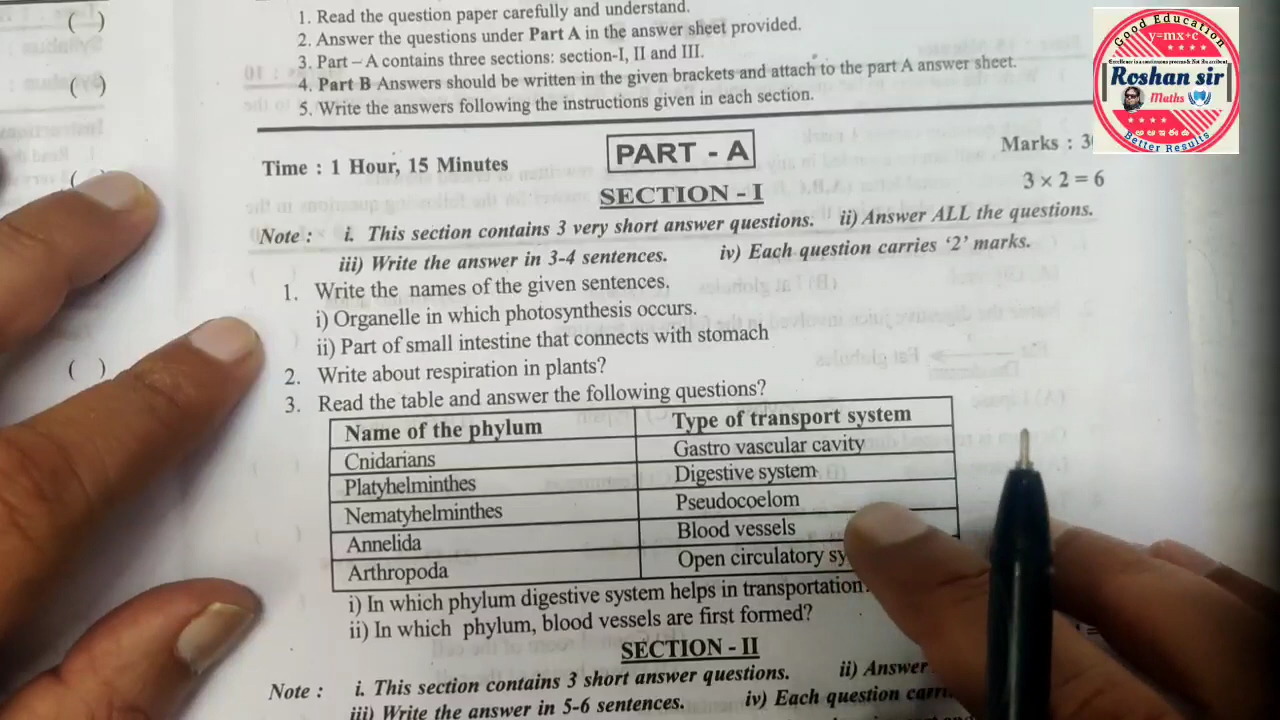 ( )
( )
( )
1. Read the question paper carefully and understand.
2. Answer the questions under Part A in the answer sheet provided.
3. Part – A contains three sections: section-I, II and III.
4. Part B Answers should be written in the given brackets and attach to the part A answer sheet.
5. Write the answers following the instructions given in each section.
Good Education
y=mx+c
Roshan sir
Maths
Better Results
Time : 1 Hour, 15 Minutes
PART - A
Marks : 3
SECTION - I
3 × 2 = 6
Note : i. This section contains 3 very short answer questions. ii) Answer ALL the questions.
iii) Write the answer in 3-4 sentences. iv) Each question carries ‘2’ marks.
1. Write the names of the given sentences.
i) Organelle in which photosynthesis occurs.
ii) Part of small intestine that connects with stomach
2. Write about respiration in plants?
3. Read the table and answer the following questions?
Name of the phylum Type of transport system
Cnidarians Gastro vascular cavity
Platyhelminthes Digestive system
Nematyhelminthes Pseudocoelom
Annelida Blood vessels
Arthropoda Open circulatory sy
i) In which phylum digestive system helps in transportation
ii) In which phylum, blood vessels are first formed?
SECTION - II
Note : i. This section contains 3 short answer questions. ii) Answer
iii) Write the answer in 5-6 sentences. iv) Each question carri